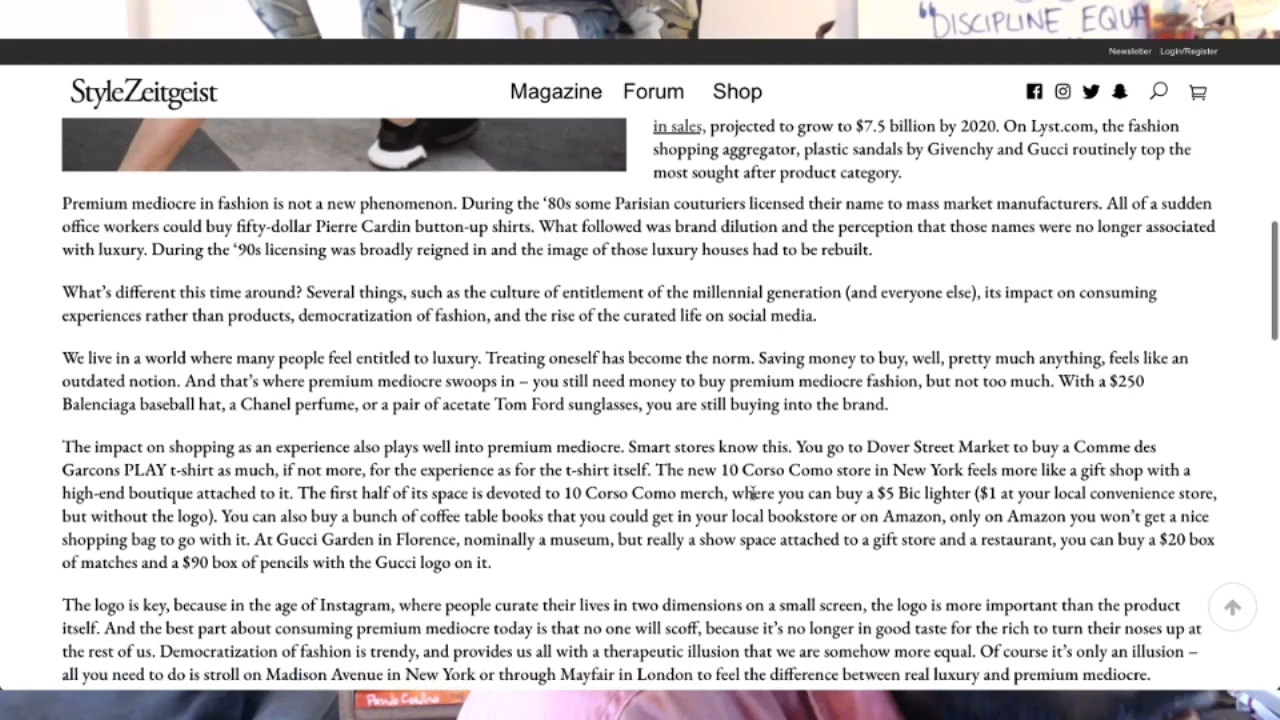 “DISCIPLINE EQUA
Newsletter Login/Register
StyleZeitgeist Magazine Forum Shop
in sales, projected to grow to $7.5 billion by 2020. On Lyst.com, the fashion
shopping aggregator, plastic sandals by Givenchy and Gucci routinely top the
most sought after product category.
Premium mediocre in fashion is not a new phenomenon. During the ‘80s some Parisian couturiers licensed their name to mass market manufacturers. All of a sudden
office workers could buy fifty-dollar Pierre Cardin button-up shirts. What followed was brand dilution and the perception that those names were no longer associated
with luxury. During the ‘90s licensing was broadly reigned in and the image of those luxury houses had to be rebuilt.
What’s different this time around? Several things, such as the culture of entitlement of the millennial generation (and everyone else), its impact on consuming
experiences rather than products, democratization of fashion, and the rise of the curated life on social media.
We live in a world where many people feel entitled to luxury. Treating oneself has become the norm. Saving money to buy, well, pretty much anything, feels like an
outdated notion. And that’s where premium mediocre swoops in – you still need money to buy premium mediocre fashion, but not too much. With a $250
Balenciaga baseball hat, a Chanel perfume, or a pair of acetate Tom Ford sunglasses, you are still buying into the brand.
The impact on shopping as an experience also plays well into premium mediocre. Smart stores know this. You go to Dover Street Market to buy a Comme des
Garcons PLAY t-shirt as much, if not more, for the experience as for the t-shirt itself. The new 10 Corso Como store in New York feels more like a gift shop with a
high-end boutique attached to it. The first half of its space is devoted to 10 Corso Como merch, where you can buy a $5 Bic lighter ($1 at your local convenience store,
but without the logo). You can also buy a bunch of coffee table books that you could get in your local bookstore or on Amazon, only on Amazon you won’t get a nice
shopping bag to go with it. At Gucci Garden in Florence, nominally a museum, but really a show space attached to a gift store and a restaurant, you can buy a $20 box
of matches and a $90 box of pencils with the Gucci logo on it.
The logo is key, because in the age of Instagram, where people curate their lives in two dimensions on a small screen, the logo is more important than the product
itself. And the best part about consuming premium mediocre today is that no one will scoff, because it’s no longer in good taste for the rich to turn their noses up at
the rest of us. Democratization of fashion is trendy, and provides us all with a therapeutic illusion that we are somehow more equal. Of course it’s only an illusion –
all you need to do is stroll on Madison Avenue in New York or through Mayfair in London to feel the difference between real luxury and premium mediocre.
Paulo Coelho